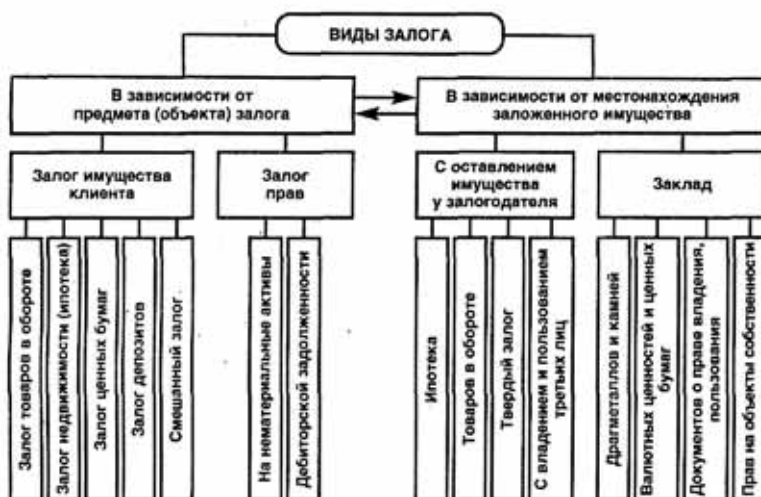 ВИДЫ ЗАЛОГА
В зависимости от
предмета (объекта) залога
В зависимости от местонахождения
заложенного имущества
Залог имущества
клиента
Залог
прав
С оставлением
имущества
у залогодателя
Заклад
Залог товаров в обороте
Залог недвижимости (ипотека)
Залог ценных бумаг
Залог депозитов
Смешанный залог
На нематериальные активы
Дебиторской задолженности
Ипотека
Товаров в обороте
Твердый залог
С владением и пользованием
третьих лиц
Драгметаллов и камней
Валютных ценностей и ценных
бумаг
Документов о праве владения,
пользования
Прав на объекты собственности